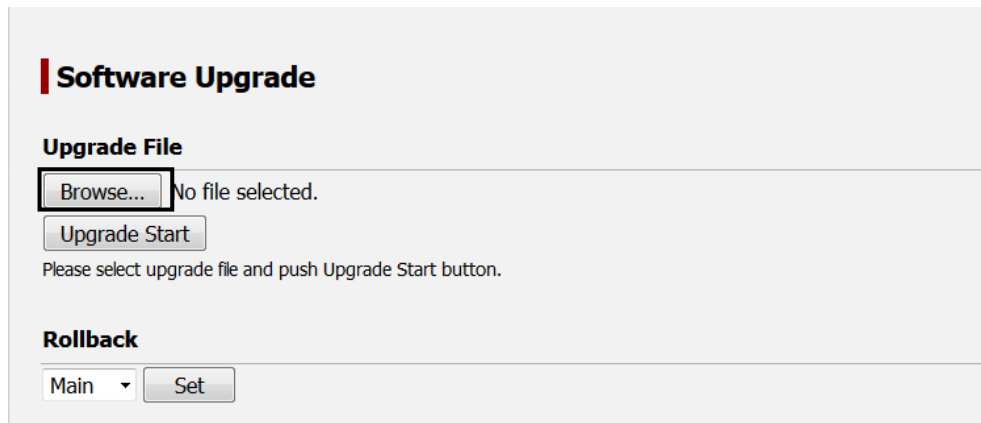 Software Upgrade
Upgrade File
Browse... No file selected.
Upgrade Start
Please select upgrade file and push Upgrade Start button.
Rollback
Main Set